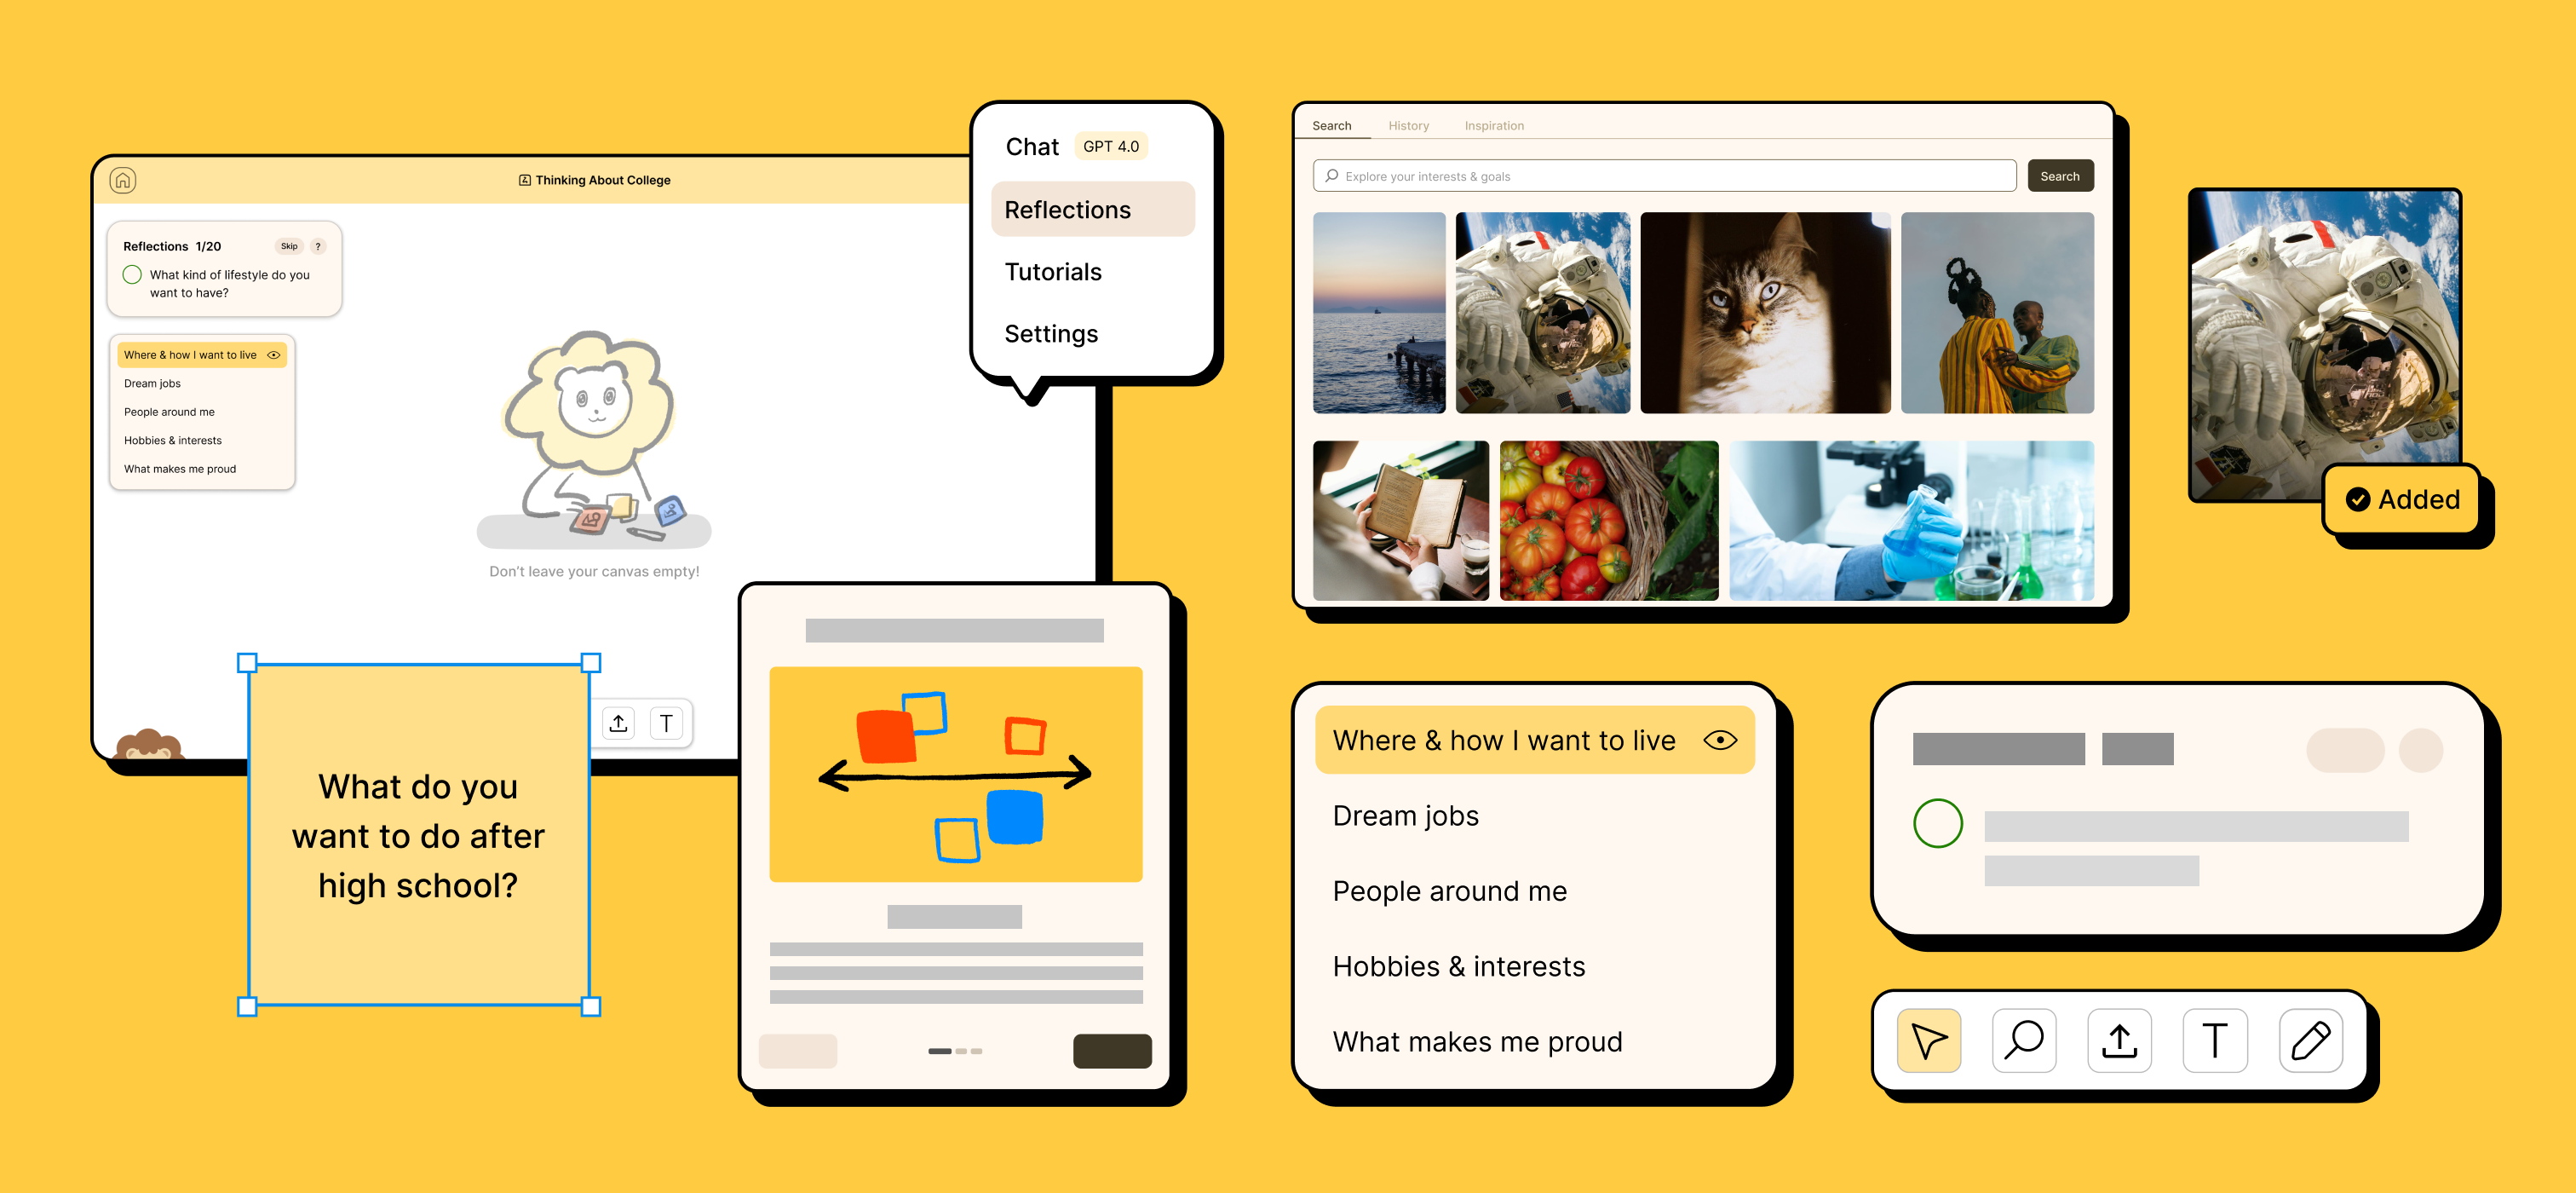 Thinking About College
Reflections 1/20
Skip
?
What kind of lifestyle do you
want to have?
Where & how I want to live
Dream jobs
People around me
Hobbies & interests
What makes me proud
Don't leave your canvas empty!
T
What do you
want to do after
high school?
Chat GPT 4.0
Reflections
Tutorials
Settings
Search History Inspiration
Explore your interests & goals
Search
Added
Where & how I want to live
Dream jobs
People around me
Hobbies & interests
What makes me proud
T